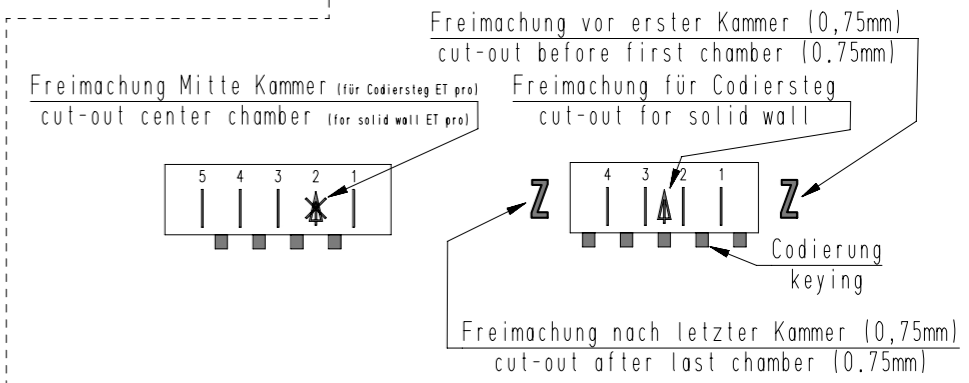 Freimachung vor erster Kammer (0,75mm)
cut-out before first chamber (0.75mm)
Freimachung Mitte Kammer (für Codiersteg ET pro)
cut-out center chamber (for solid wall ET pro)
Freimachung für Codiersteg
cut-out for solid wall
5 4 3 2 1
Z 4 3 2 1 Z
Codierung
keying
Freimachung nach letzter Kammer (0,75mm)
cut-out after last chamber (0.75mm)